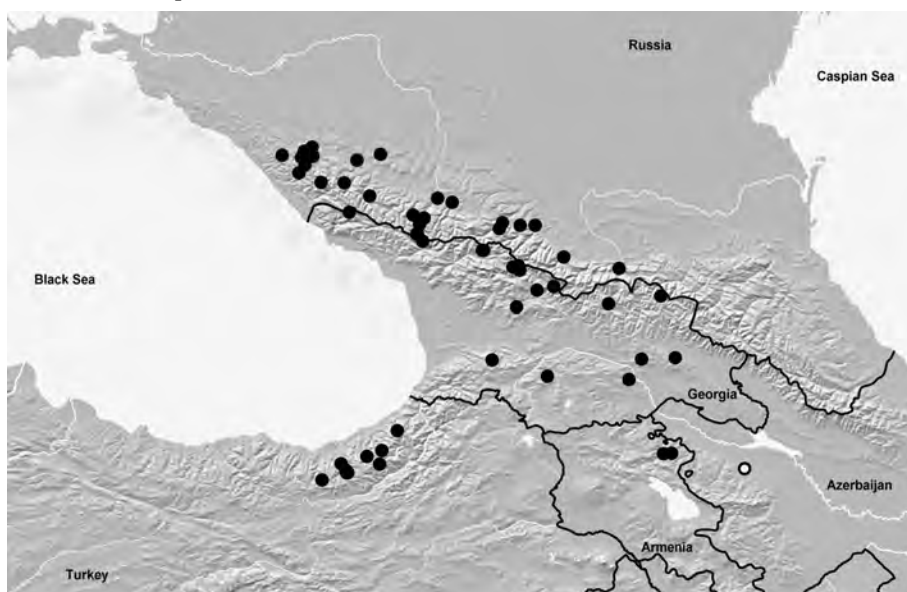 Russia
Caspian Sea
Black Sea
Georgia
Azerbaijan
Armenia
Turkey